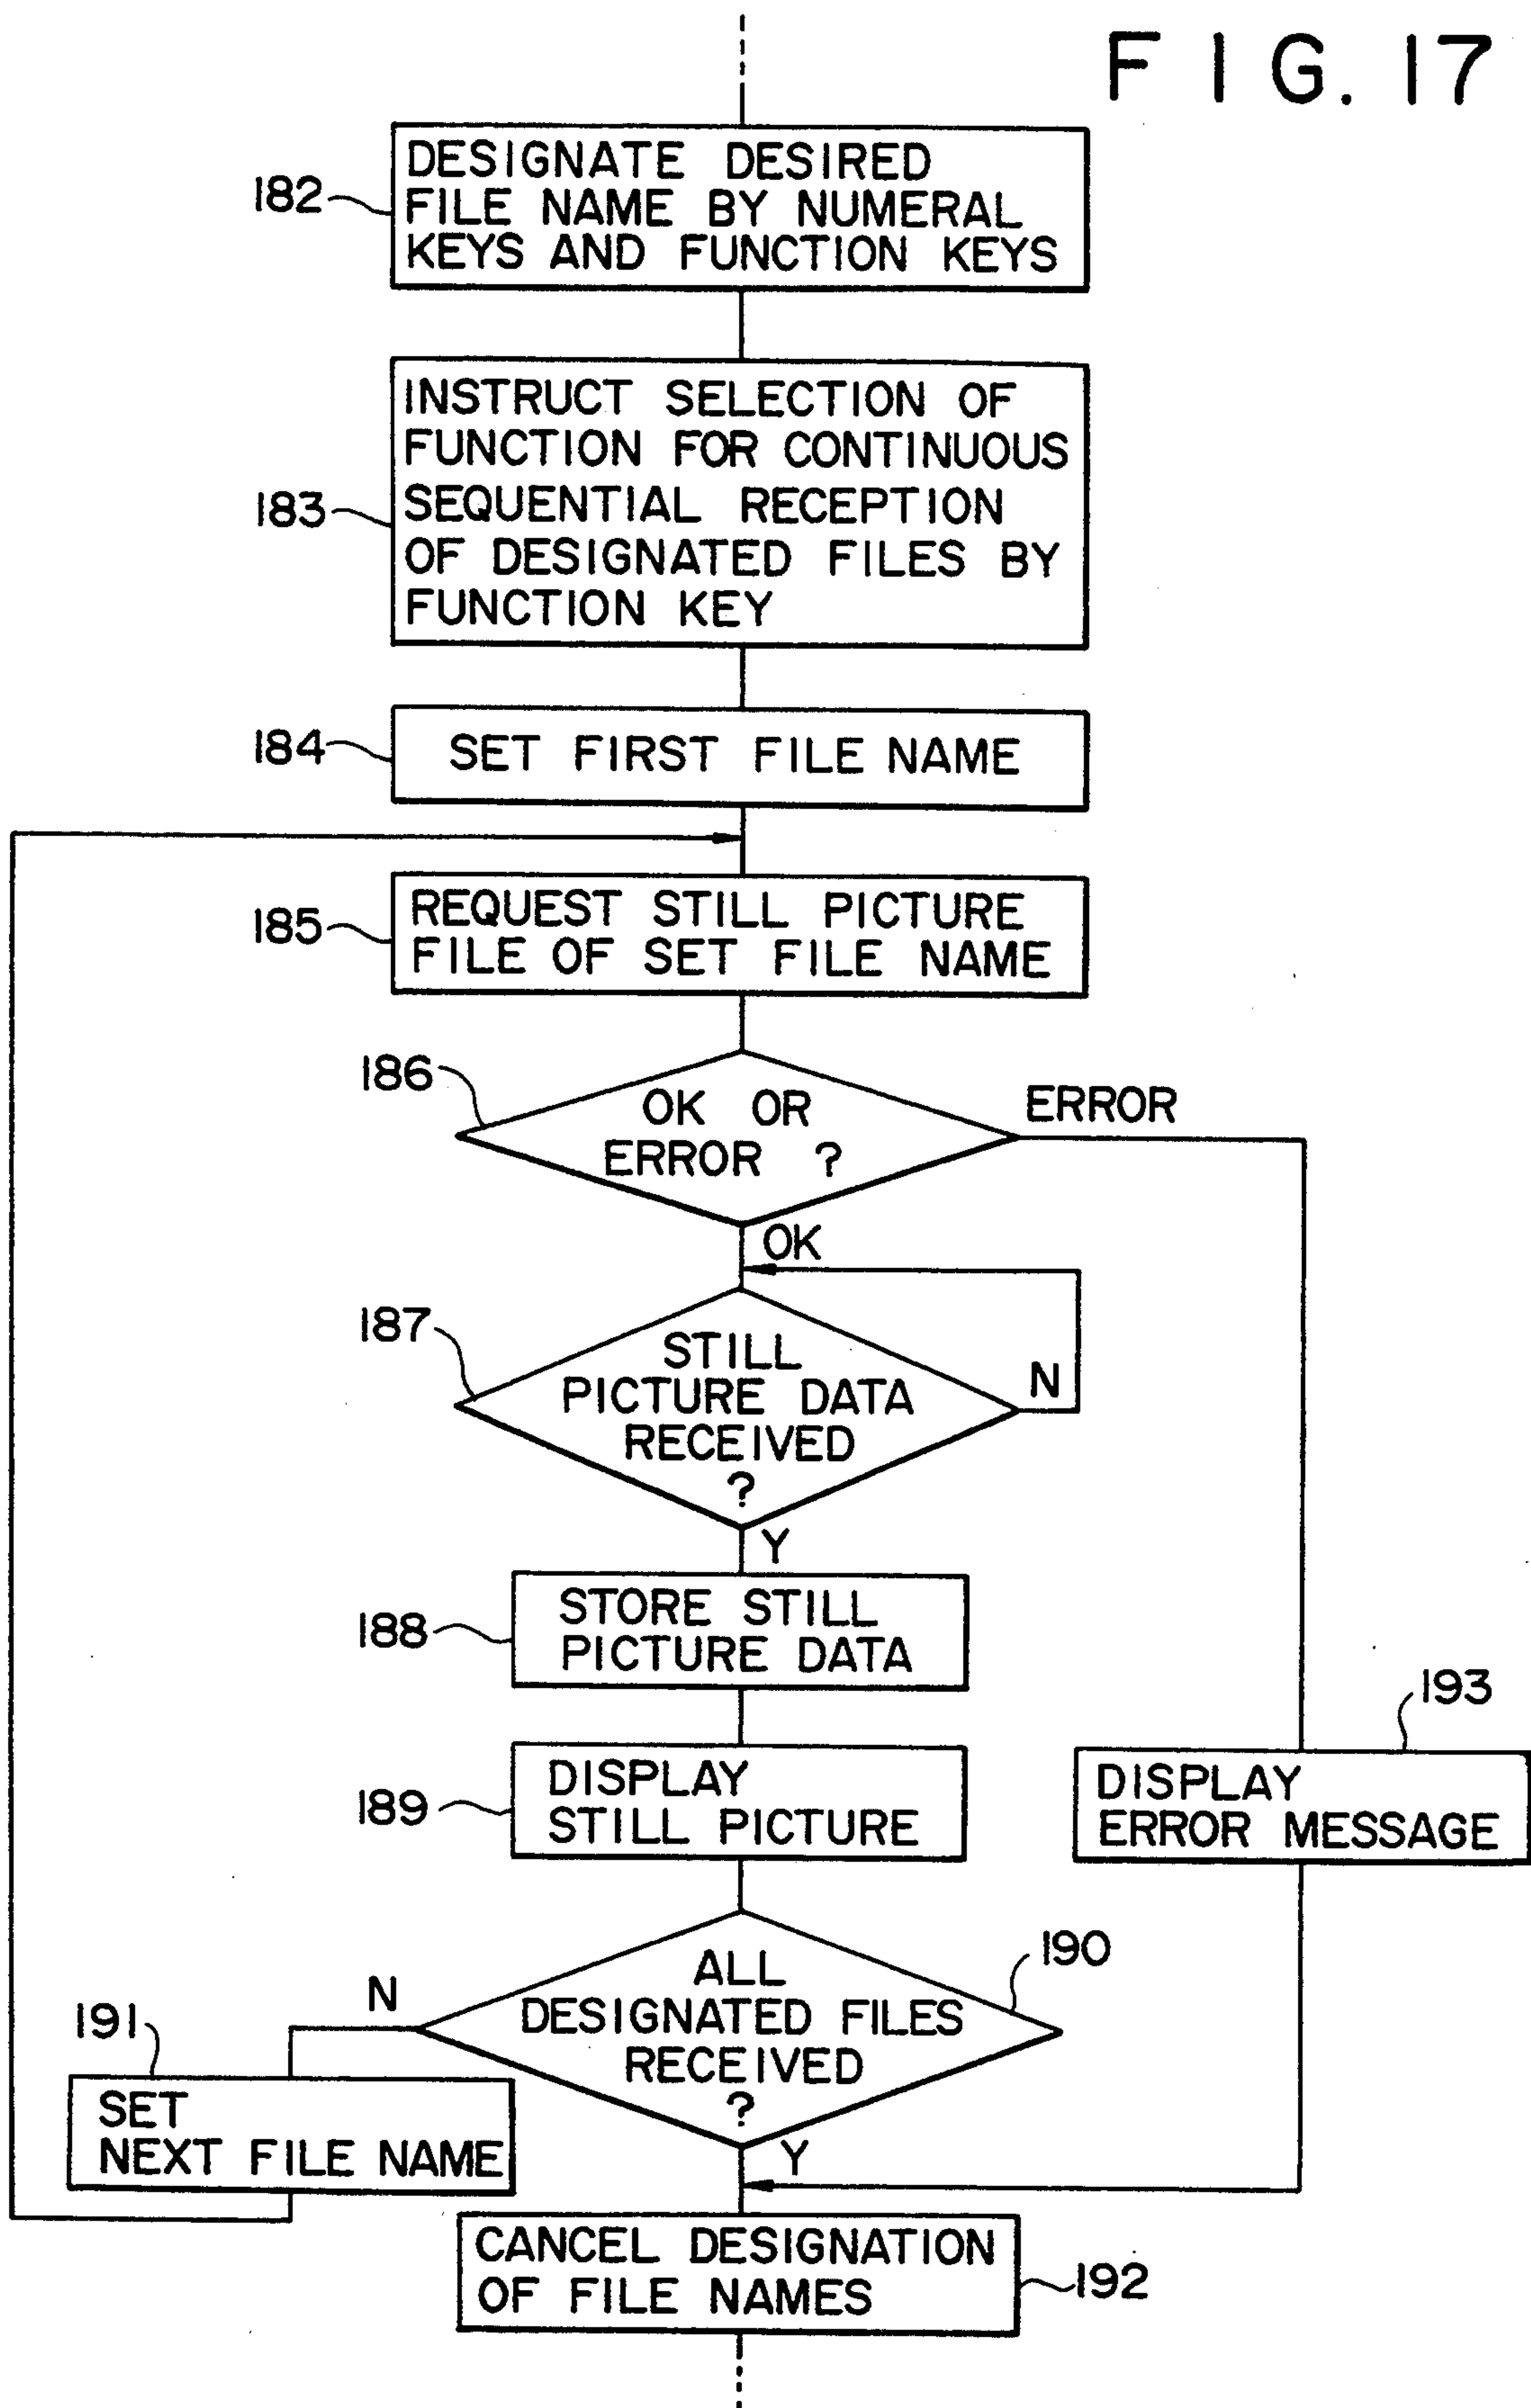 FIG. 17
DESIGNATE DESIRED
FILE NAME BY NUMERAL
KEYS AND FUNCTION KEYS
182
INSTRUCT SELECTION OF
FUNCTION FOR CONTINUOUS
SEQUENTIAL RECEPTION
OF DESIGNATED FILES BY
FUNCTION KEY
183
SET FIRST FILE NAME
184
REQUEST STILL PICTURE
FILE OF SET FILE NAME
185
186
OK OR
ERROR ?
ERROR
OK
187
STILL
PICTURE DATA
RECEIVED
?
N
Y
188
STORE STILL
PICTURE DATA
193
189
DISPLAY
STILL PICTURE
DISPLAY
ERROR MESSAGE
190
ALL
DESIGNATED FILES
RECEIVED
?
N
191
SET
NEXT FILE NAME
Y
CANCEL DESIGNATION
OF FILE NAMES
192